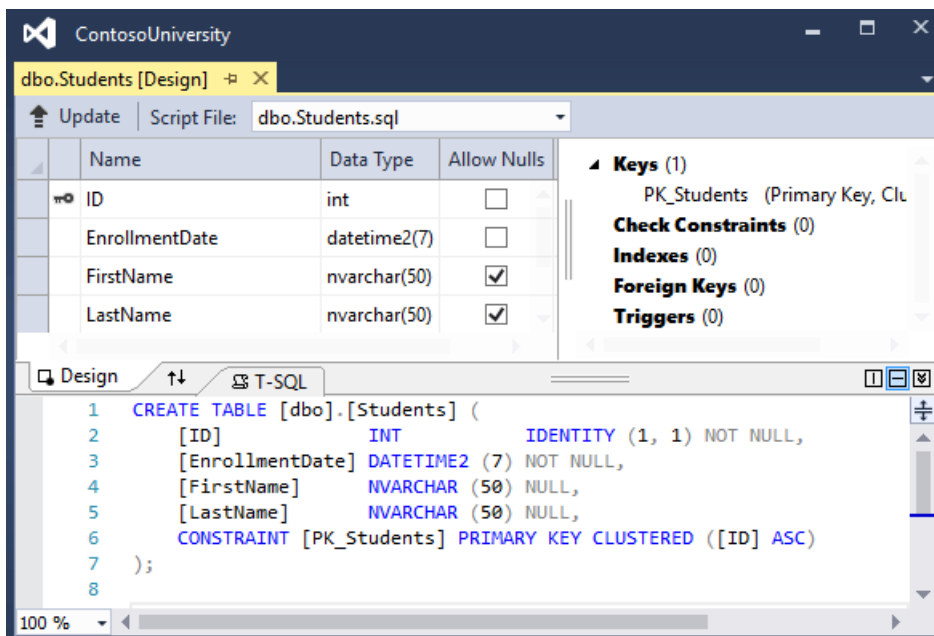 ContosoUniversity
dbo.Students [Design]
Update Script File: dbo.Students.sql
Name Data Type Allow Nulls
ID int
EnrollmentDate datetime2(7)
FirstName nvarchar(50)
LastName nvarchar(50)
Keys (1)
PK_Students (Primary Key, Clu
Check Constraints (0)
Indexes (0)
Foreign Keys (0)
Triggers (0)
Design T-SQL
1 CREATE TABLE [dbo].[Students] (
2 [ID] INT IDENTITY (1, 1) NOT NULL,
3 [EnrollmentDate] DATETIME2 (7) NOT NULL,
4 [FirstName] NVARCHAR (50) NULL,
5 [LastName] NVARCHAR (50) NULL,
6 CONSTRAINT [PK_Students] PRIMARY KEY CLUSTERED ([ID] ASC)
7 );
8
100 %